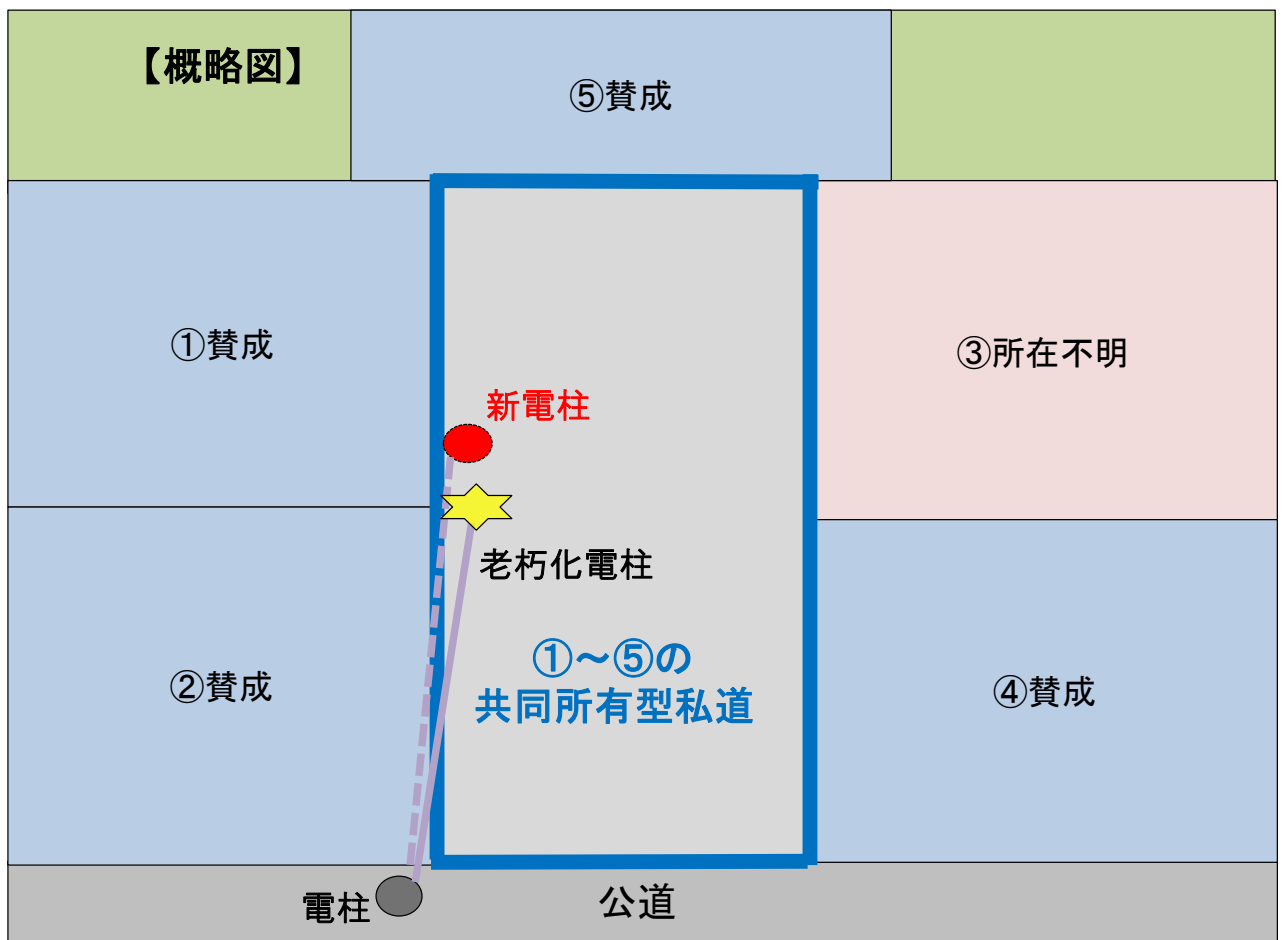 【概略図】
⑤賛成
①賛成
③所在不明
新電柱
老朽化電柱
①～⑤の
共同所有型私道
②賛成
④賛成
電柱
公道